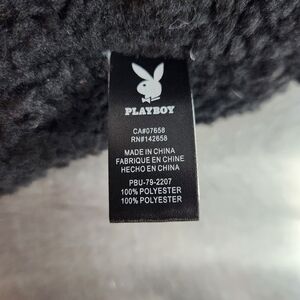 PLAYBOY
CA#07658
RN#142658
MADE IN CHINA
FABRIQUE EN CHINE
HECHO EN CHINA
PBU-79-2207
100% POLYESTER
100% POLYESTER